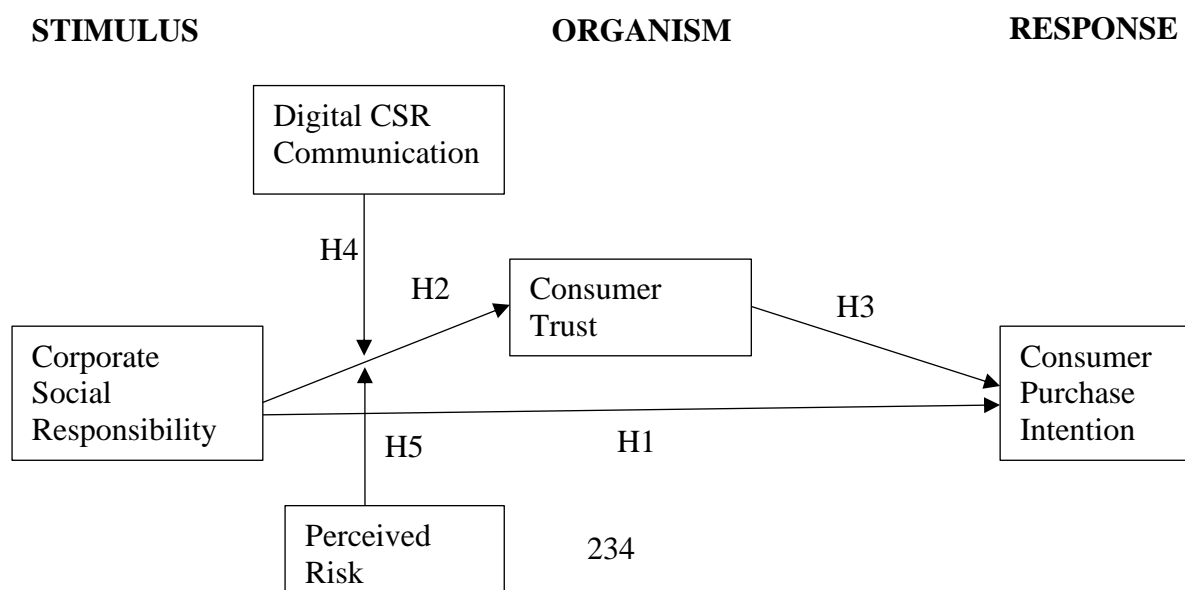 STIMULUS
ORGANISM
RESPONSE
Digital CSR
Communication
H4
H2
Consumer
Trust
H3
Corporate
Social
Responsibility
Consumer
Purchase
Intention
H1
H5
Perceived
Risk
234